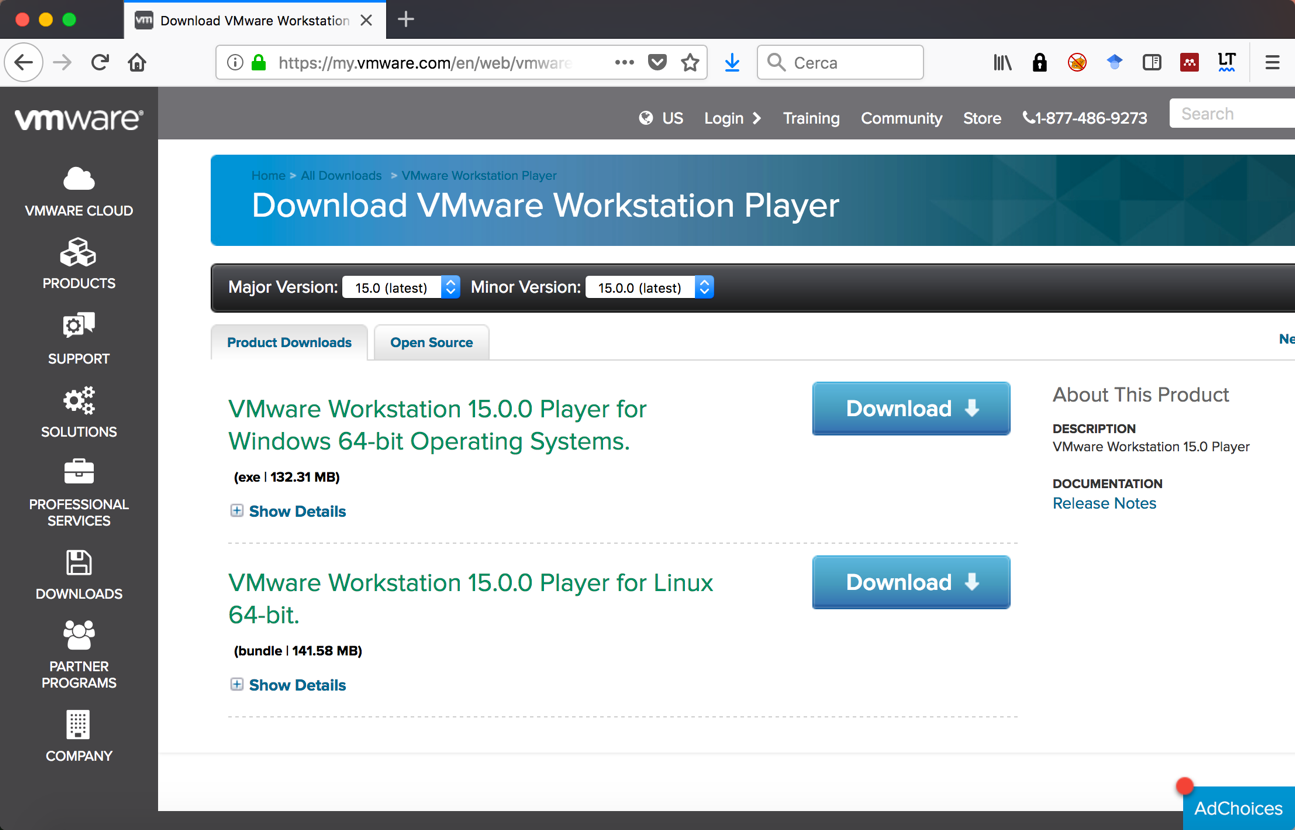 vm Download VMware Workstation
https://my.vmware.com/en/web/vmware
Cerca
LT
vmware
US Login Training Community Store 1-877-486-9273 Search
VMWARE CLOUD
PRODUCTS
SUPPORT
SOLUTIONS
PROFESSIONAL
SERVICES
DOWNLOADS
PARTNER
PROGRAMS
COMPANY
Home > All Downloads > VMware Workstation Player
Download VMware Workstation Player
Major Version: 15.0 (latest) Minor Version: 15.0.0 (latest)
Product Downloads Open Source Ne
VMware Workstation 15.0.0 Player for
Windows 64-bit Operating Systems.
(exe | 132.31 MB)
Show Details
Download
VMware Workstation 15.0.0 Player for Linux
64-bit.
(bundle | 141.58 MB)
Show Details
Download
About This Product
DESCRIPTION
VMware Workstation 15.0 Player
DOCUMENTATION
Release Notes
AdChoices